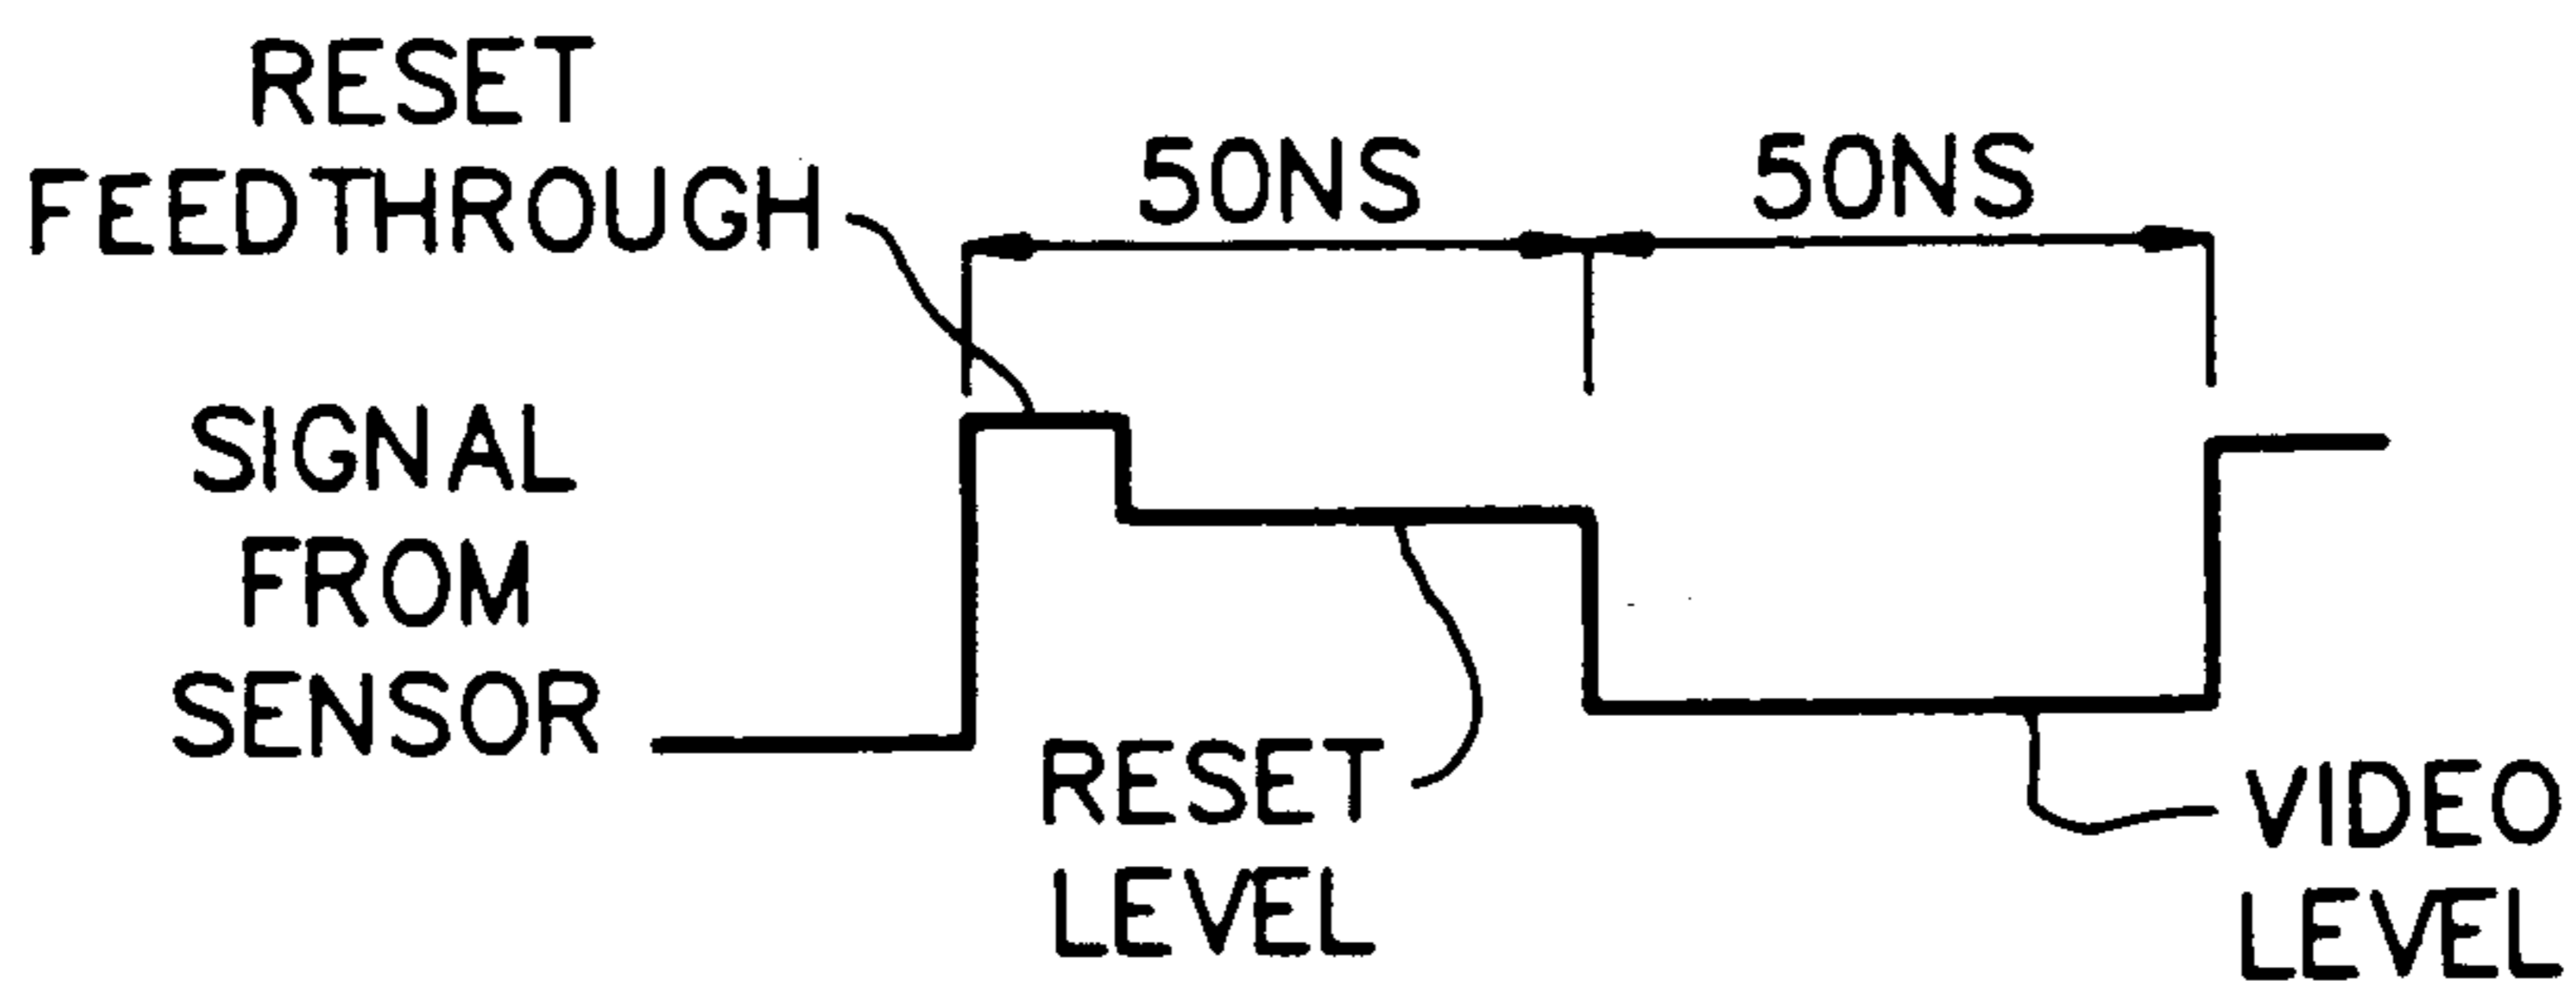 RESET
FEEDTHROUGH
50NS
50NS
SIGNAL
FROM
SENSOR
RESET
LEVEL
VIDEO
LEVEL